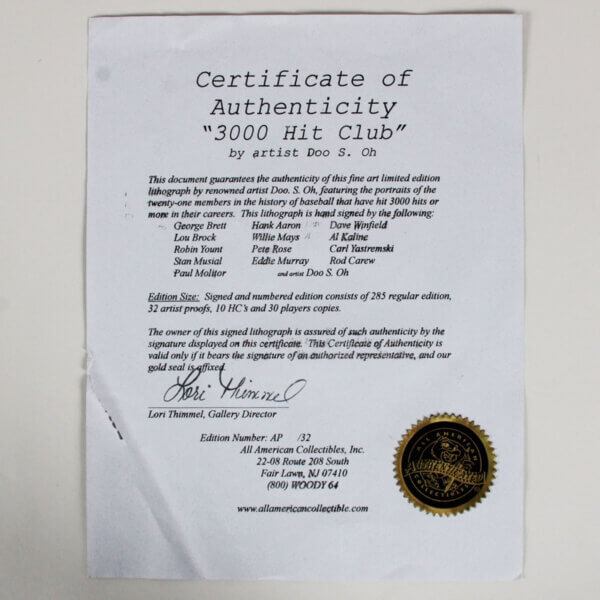 Certificate of
Authenticity
"3000 Hit Club"
by artist Doo S. Oh
This document guarantees the authenticity of this fine art limited edition
lithograph by renowned artist Doo. S. Oh, featuring the portraits of the
twenty-one members in the history of baseball that have hit 3000 hits or
more in their careers. This lithograph is hand signed by the following:
George Brett Hank Aaron Dave Winfield
Lou Brock Willie Mays Al Kaline
Robin Yount Pete Rose Carl Yastremski
Stan Musial Eddie Murray Rod Carew
Paul Molitor and artist Doo S. Oh
Edition Size: Signed and numbered edition consists of 285 regular edition,
32 artist proofs, 10 HC's and 30 players copies.
The owner of this signed lithograph is assured of such authenticity by the
signature displayed on this certificate. This Certificate of Authenticity is
valid only if it bears the signature of an authorized representative, and our
gold seal is affixed.
Lori Thimmel
Lori Thimmel, Gallery Director
Edition Number: AP /32
All American Collectibles, Inc.
22-08 Route 208 South
Fair Lawn, NJ 07410
(800) WOODY 64
www.allamericancollectible.com
ALL AMERICAN
COLLECTIBLES